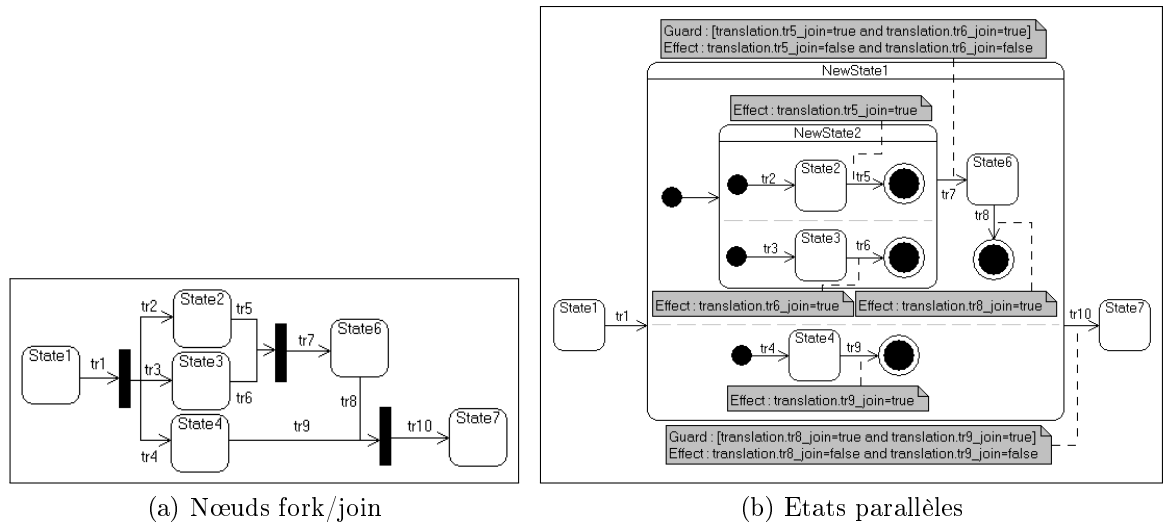 State1
tr1
tr2
tr3
tr4
State2
State3
State4
tr5
tr6
tr7
State6
tr8
tr9
tr10
State7
(a) Nœuds fork/join
Guard : [translation.tr5_join=true and translation.tr6_join=true]
Effect : translation.tr5_join=false and translation.tr6_join=false
NewState1
Effect : translation.tr5_join=true
NewState2
tr2
State2
tr5
tr7
State6
tr8
tr3
State3
tr6
Effect : translation.tr6_join=true
Effect : translation.tr8_join=true
State1
tr1
tr10
State7
tr4
State4
tr9
Effect : translation.tr9_join=true
Guard : [translation.tr8_join=true and translation.tr9_join=true]
Effect : translation.tr8_join=false and translation.tr9_join=false
(b) Etats parallèles